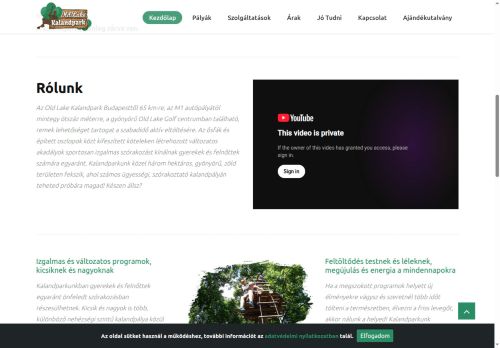 Old Lake
Kalandpark
Kezdőlap
Pályák
Szolgáltatások
Árak
Jó Tudni
Kapcsolat
Ajándékutalvány
Rólunk
Az Old Lake Kalandpark Budapesttől 65 km-re, az M1 autópályától
mintegy ötszáz méterre, a gyönyörű Old Lake Golf centrumban található,
remek lehetőséget tartogat a szabadidő aktív eltöltésére. Az ősfák és
épített oszlopok közt kifeszített köteleken létrehozott változatos
akadályok sportosan izgalmas szórakozást kínálnak gyerekek és felnőttek
számára egyaránt. Kalandparkunk közel három hektáros, gyönyörű, zöld
területen fekszik, ahol számos ügyességi, szórakoztató kalandpályán
teheted próbára magad! Készen állsz?
YouTube
This video is private
If the owner of this video has granted you access, please
sign in.
Sign in
Izgalmas és változatos programok,
kicsiknek és nagyoknak
Kalandparkunkban gyerekek és felnőttek
egyaránt önfeledt szórakozásban
részesülhetnek. Kicsik és nagyok is több,
különböző nehézségi szintű kalandpálya közül
Feltöltődés testnek és léleknek,
megújulás és energia a mindennapokra
Ha a megszokott programok helyett új
élményekre vágysz és szeretnél több időt
tölteni a természetben, élvezni a friss levegőt,
akkor nálunk a helyed! Kalandparkunk
Az oldal sütket használ a működéshez, további információt az adatvédelmi nyilatkozatban talál.
Elfogadom